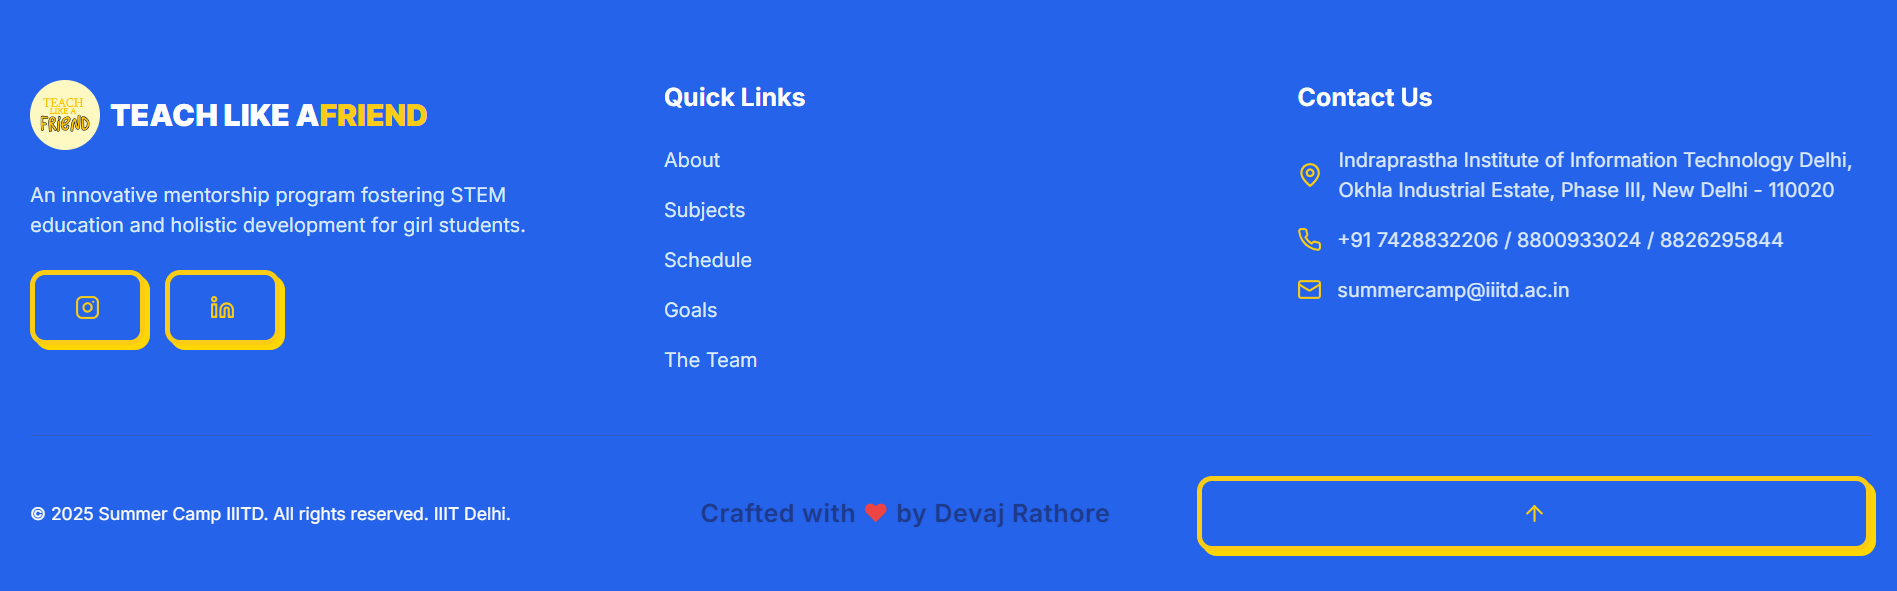 TEACH
LIKE A
FRIEND
TEACH LIKE AFRIEND
An innovative mentorship program fostering STEM
education and holistic development for girl students.
Quick Links
About
Subjects
Schedule
Goals
The Team
Contact Us
Indraprastha Institute of Information Technology Delhi,
Okhla Industrial Estate, Phase III, New Delhi - 110020
+91 7428832206 / 8800933024 / 8826295844
summercamp@iiitd.ac.in
© 2025 Summer Camp IIITD. All rights reserved. IIIT Delhi.
Crafted with ❤ by Devaj Rathore